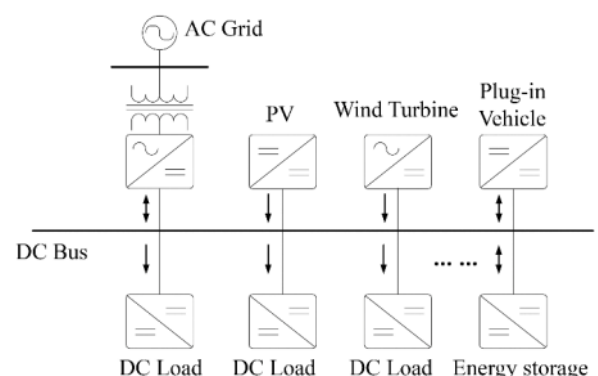 AC Grid
PV
Wind Turbine
Plug-in
Vehicle
DC Bus
... ...
DC Load
DC Load
DC Load
Energy storage